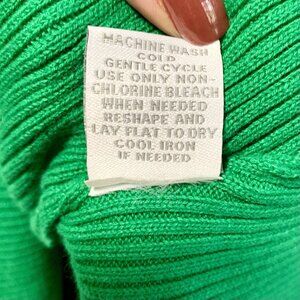 MACHINE WASH
COLD
GENTLE CYCLE
USE ONLY NON-
CHLORINE BLEACH
WHEN NEEDED
RESHAPE AND
LAY FLAT TO DRY
COOL IRON
IF NEEDED